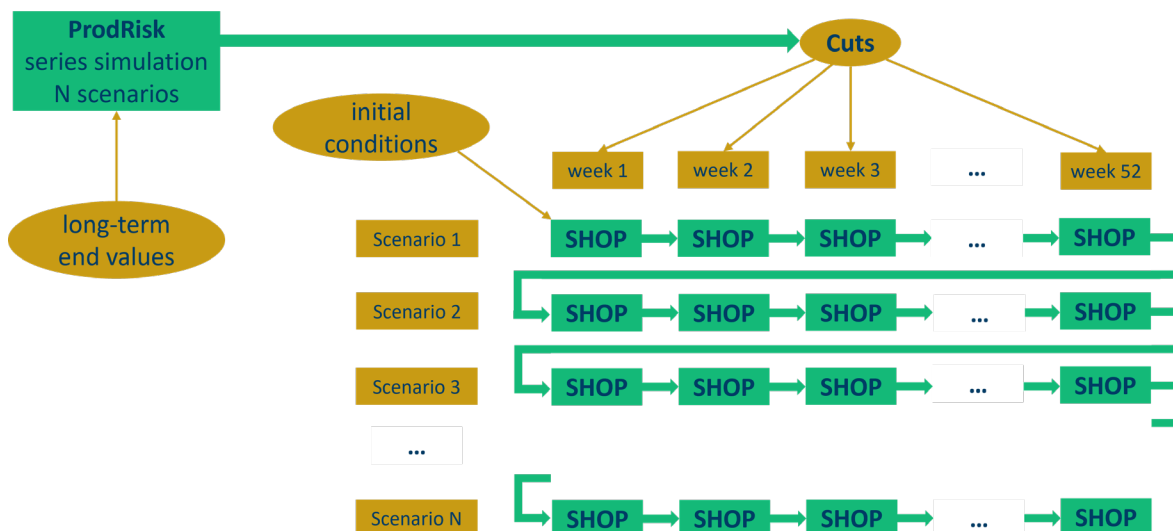 ProdRisk
series simulation
N scenarios
Cuts
initial
conditions
long-term
end values
week 1
week 2
week 3
...
week 52
Scenario 1
SHOP
SHOP
SHOP
...
SHOP
Scenario 2
SHOP
SHOP
SHOP
...
SHOP
Scenario 3
SHOP
SHOP
SHOP
...
SHOP
...
Scenario N
SHOP
SHOP
SHOP
...
SHOP